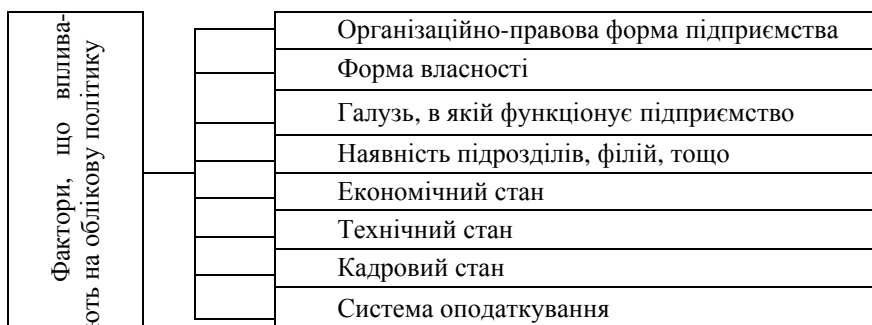 Фактори, що вплива-
ють на облікову політику
Організаційно-правова форма підприємства
Форма власності
Галузь, в якій функціонує підприємство
Наявність підрозділів, філій, тощо
Економічний стан
Технічний стан
Кадровий стан
Система оподаткування